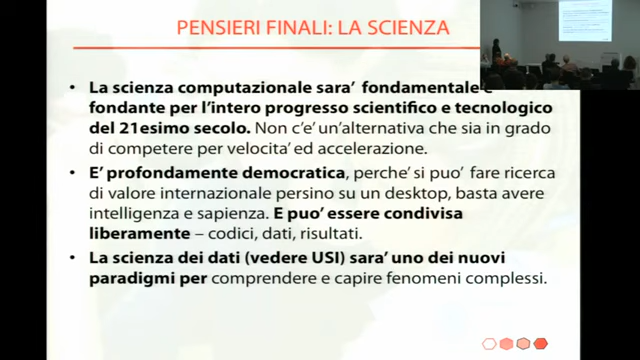 PENSIERI FINALI: LA SCIENZA
• La scienza computazionale sara' fondamentale e
fondante per l'intero progresso scientifico e tecnologico
del 21esimo secolo. Non c'e' un'alternativa che sia in grado
di competere per velocita' ed accelerazione.
• E' profondamente democratica, perche' si puo' fare ricerca
di valore internazionale persino su un desktop, basta avere
intelligenza e sapienza. E puo' essere condivisa
liberamente – codici, dati, risultati.
• La scienza dei dati (vedere USI) sara' uno dei nuovi
paradigmi per comprendere e capire fenomeni complessi.